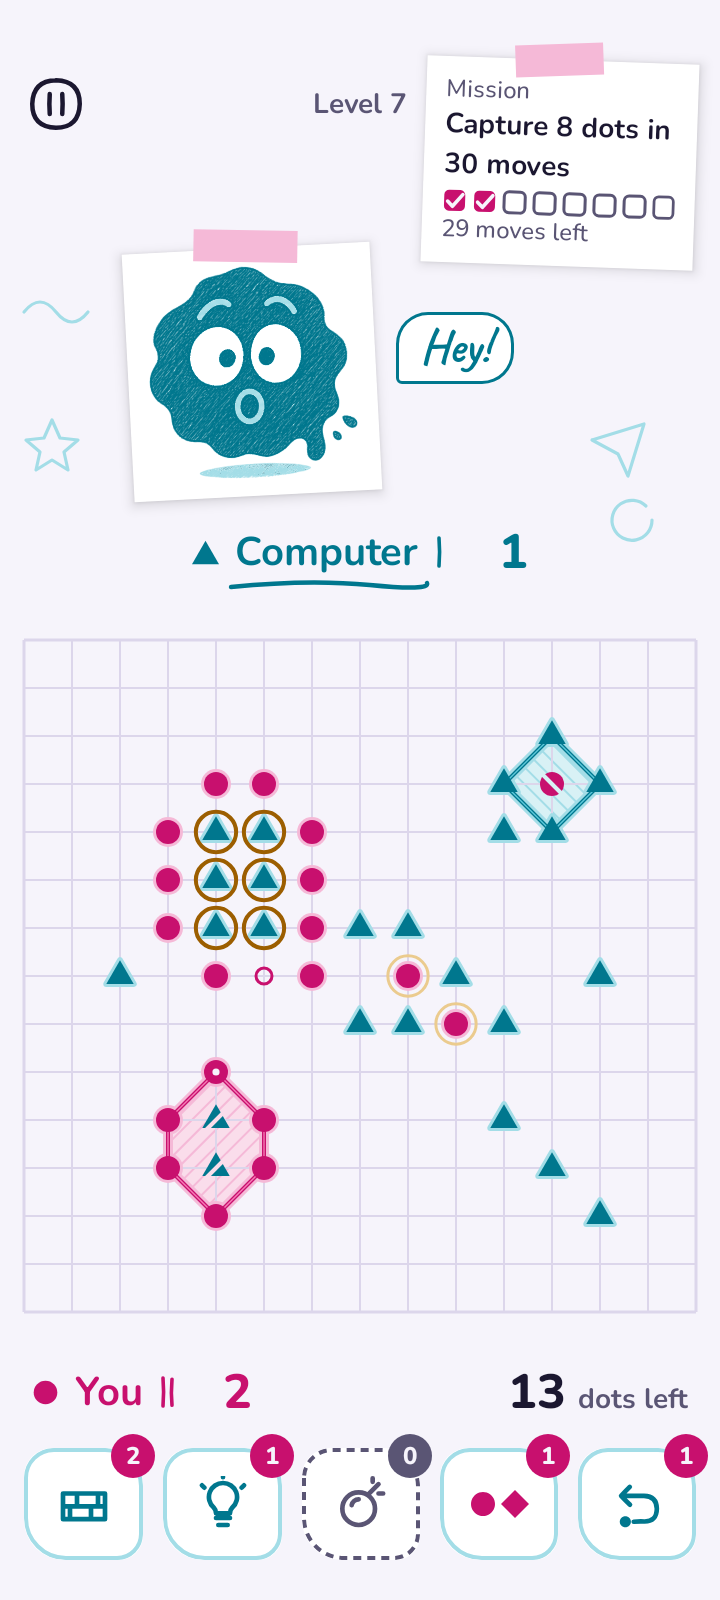 Level 7
Mission
Capture 8 dots in
30 moves
29 moves left
Hey!
Computer 1
You 2
13 dots left
2
1
0
1
1